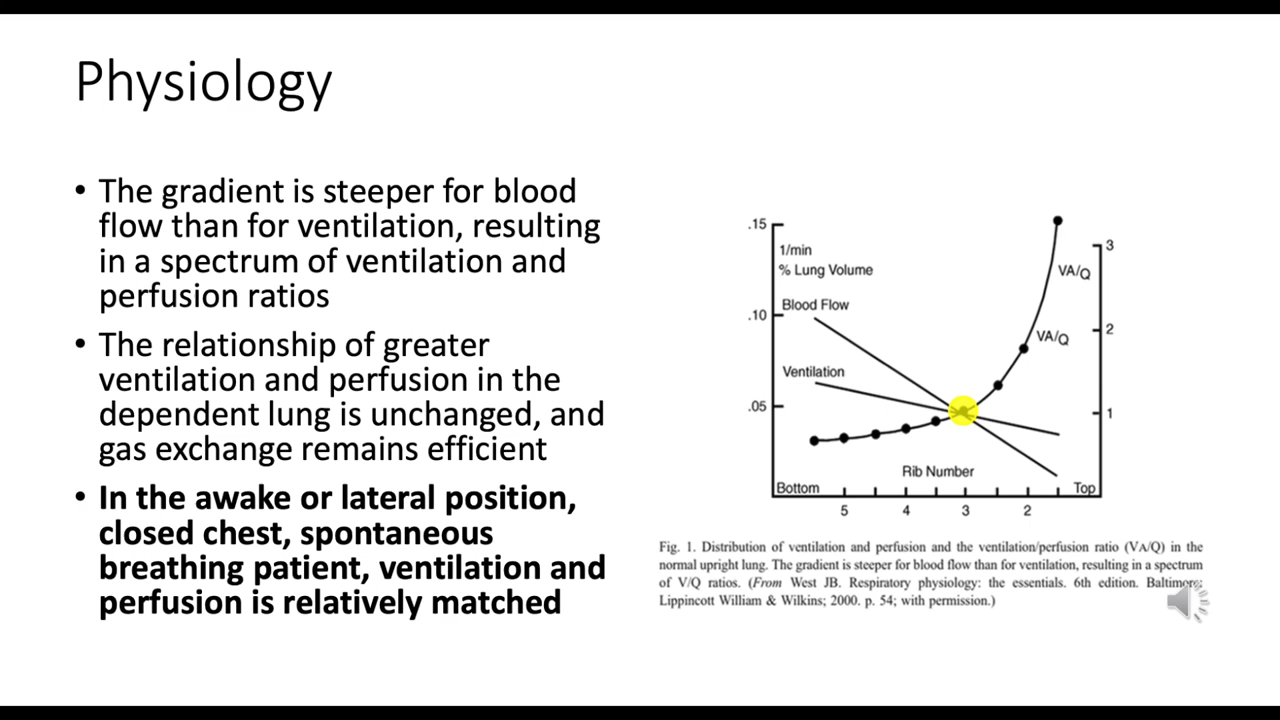 Physiology
• The gradient is steeper for blood
flow than for ventilation, resulting
in a spectrum of ventilation and
perfusion ratios
• The relationship of greater
ventilation and perfusion in the
dependent lung is unchanged, and
gas exchange remains efficient
• In the awake or lateral position,
closed chest, spontaneous
breathing patient, ventilation and
perfusion is relatively matched
.15
1/min
% Lung Volume
3
VA/Q
Blood Flow
.10
2
VA/Q
Ventilation
.05
1
Rib Number
Bottom
Top
5 4 3 2
Fig. 1. Distribution of ventilation and perfusion and the ventilation/perfusion ratio (VA/Q) in the
normal upright lung. The gradient is steeper for blood flow than for ventilation, resulting in a spectrum
of V/Q ratios. (From West JB. Respiratory physiology: the essentials. 6th edition. Baltimore:
Lippincott William & Wilkins; 2000. p. 54; with permission.)